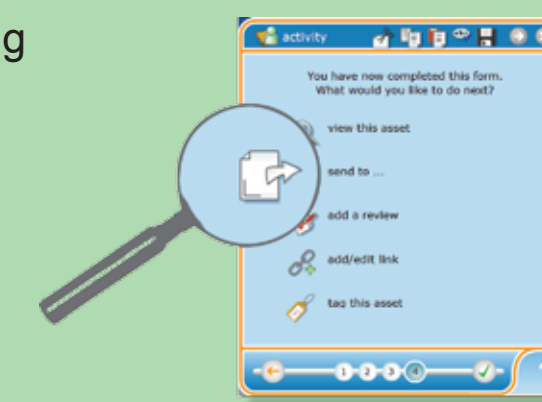 g
activity
You have now completed this form.
What would you like to do next?
view this asset
send to ...
add a review
add/edit link
tag this asset
1 2 3 4